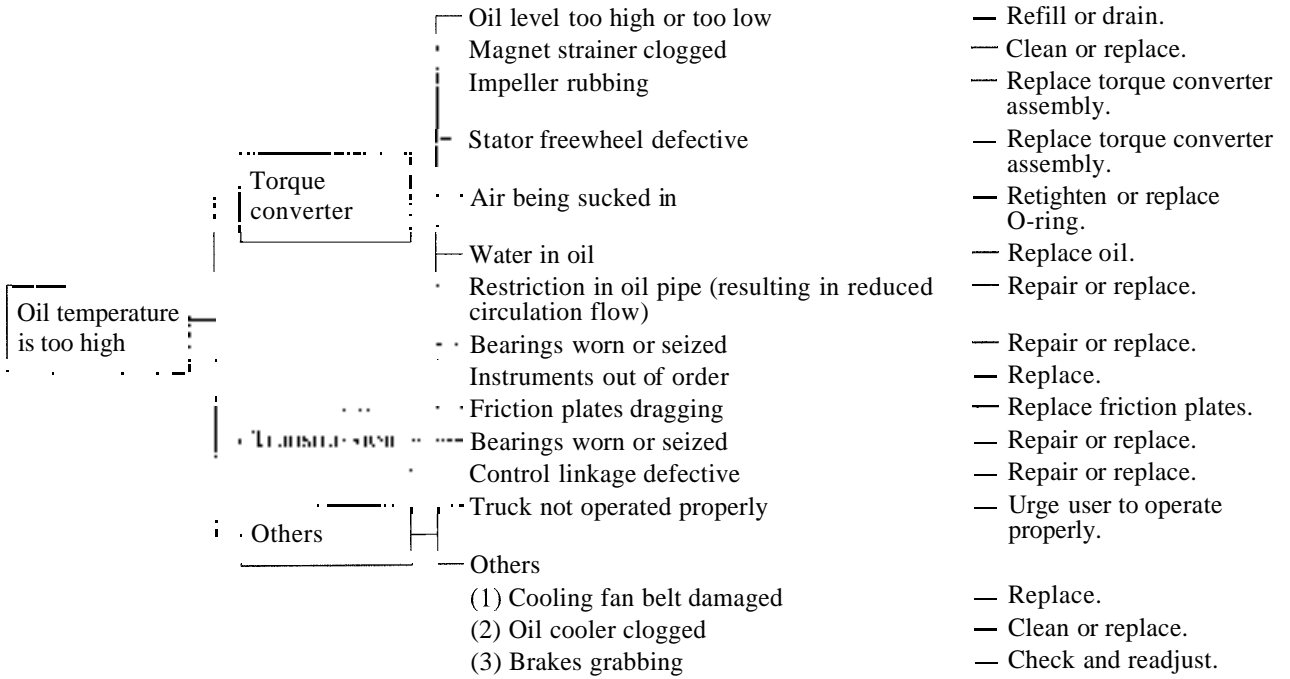 Oil level too high or too low — Refill or drain.
Magnet strainer clogged — Clean or replace.
Impeller rubbing — Replace torque converter
assembly.
Stator freewheel defective — Replace torque converter
assembly.
Torque
converter
Air being sucked in — Retighten or replace
O-ring.
Water in oil — Replace oil.
Restriction in oil pipe (resulting in reduced
circulation flow) — Repair or replace.
Oil temperature
is too high
Bearings worn or seized — Repair or replace.
Instruments out of order — Replace.
Friction plates dragging — Replace friction plates.
Bearings worn or seized — Repair or replace.
Control linkage defective — Repair or replace.
Others
Truck not operated properly — Urge user to operate
properly.
Others
(1) Cooling fan belt damaged — Replace.
(2) Oil cooler clogged — Clean or replace.
(3) Brakes grabbing — Check and readjust.